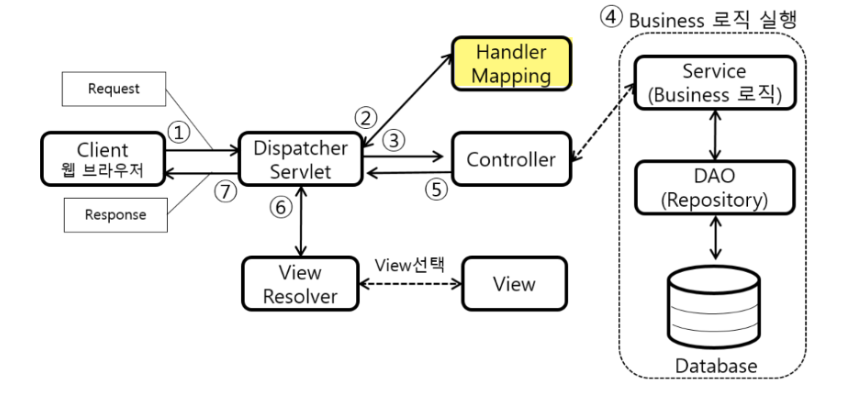 ④ Business 로직 실행
Handler
Mapping
Service
(Business 로직)
Request
①
②
③
Client
웹 브라우저
Dispatcher
Servlet
Controller
DAO
(Repository)
⑦
⑥
⑤
Response
View
Resolver
View선택
View
Database